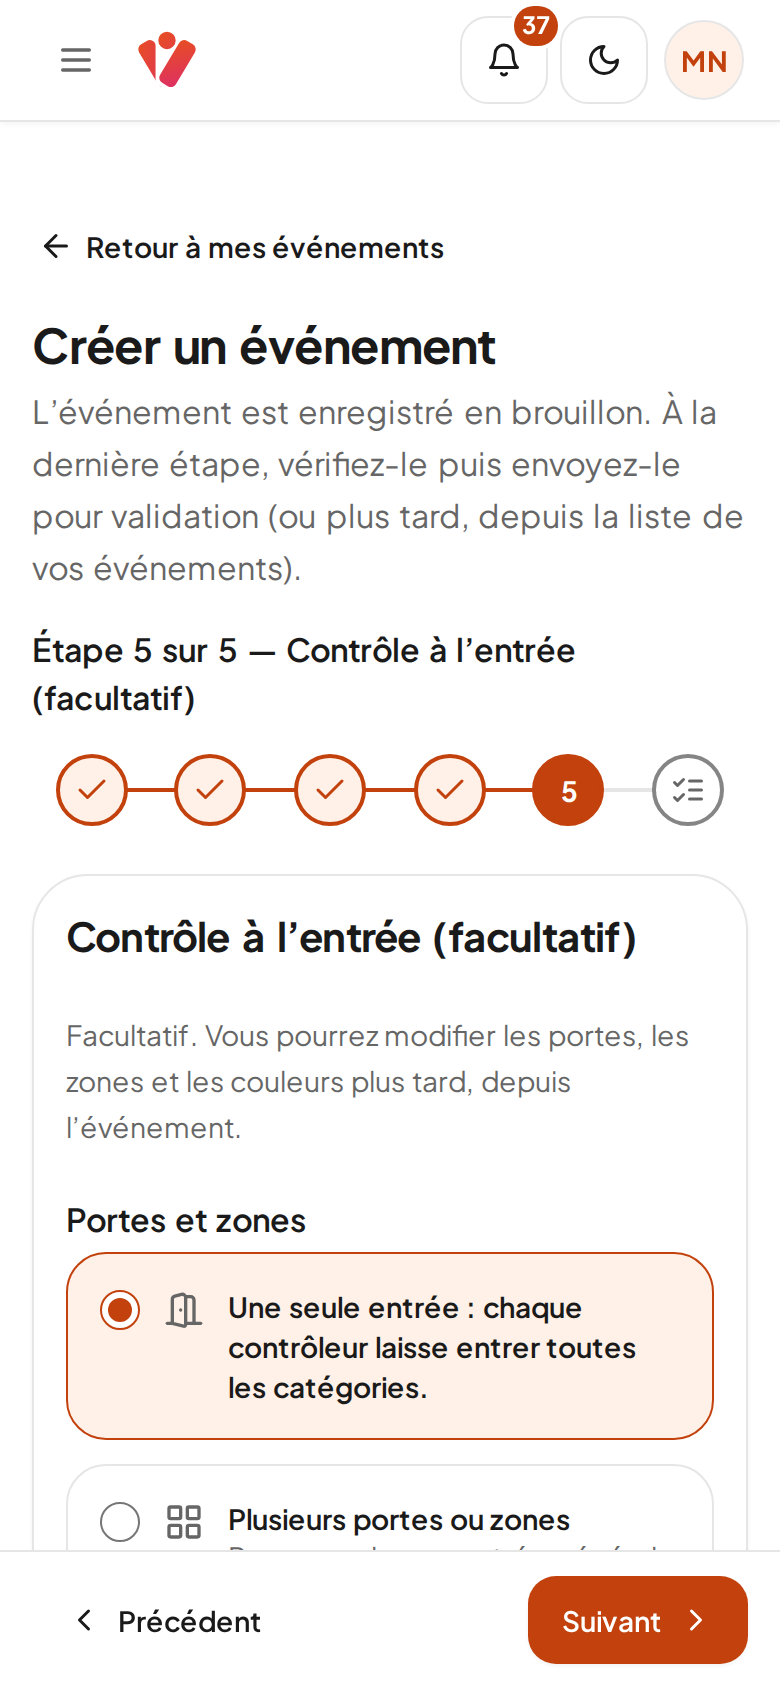 37
MN
Retour à mes événements
Créer un événement
L’événement est enregistré en brouillon. À la
dernière étape, vérifiez-le puis envoyez-le
pour validation (ou plus tard, depuis la liste de
vos événements).
Étape 5 sur 5 — Contrôle à l’entrée
(facultatif)
5
Contrôle à l’entrée (facultatif)
Facultatif. Vous pourrez modifier les portes, les
zones et les couleurs plus tard, depuis
l’événement.
Portes et zones
Une seule entrée : chaque
contrôleur laisse entrer toutes
les catégories.
Plusieurs portes ou zones
Précédent
Suivant